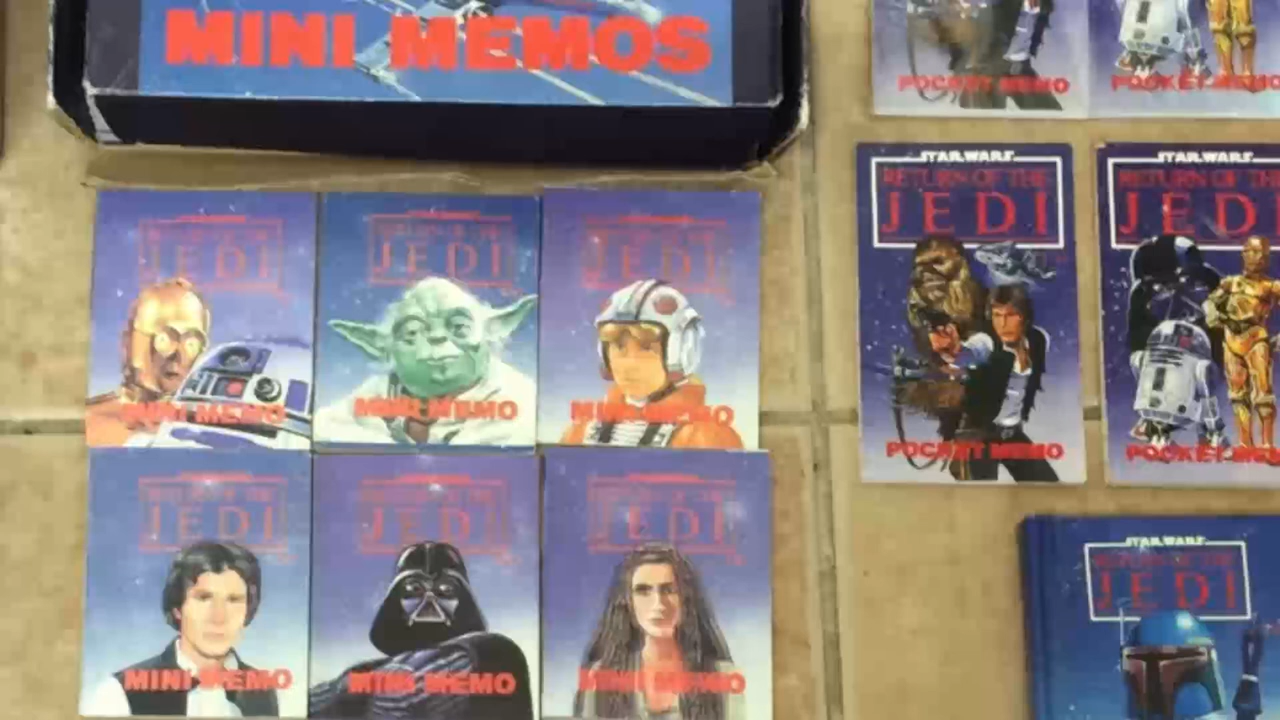 MINI MEMOS
POCKET MEMO
POCKET MEMO
RETURN OF THE
JEDI
MINI MEMO
RETURN OF THE
JEDI
MINI MEMO
RETURN OF THE
JEDI
MINI MEMO
RETURN OF THE
JEDI
MINI MEMO
RETURN OF THE
JEDI
MINI MEMO
RETURN OF THE
JEDI
MINI MEMO
STAR WARS
RETURN OF THE
JEDI
POCKET MEMO
STAR WARS
RETURN OF THE
JEDI
POCKET MEM
STAR WARS
RETURN OF THE
JEDI